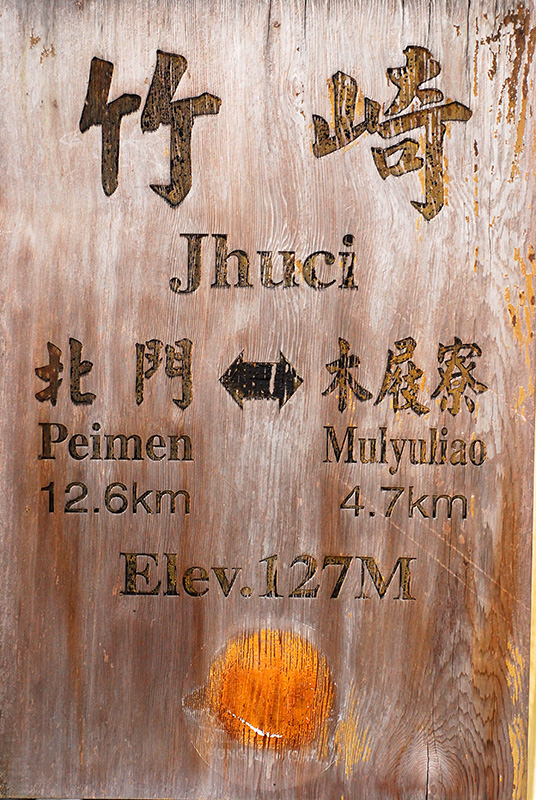 竹崎
Jhuci
北門 木屐寮
Peimen Mulyuliao
12.6km 4.7km
Elev.127M